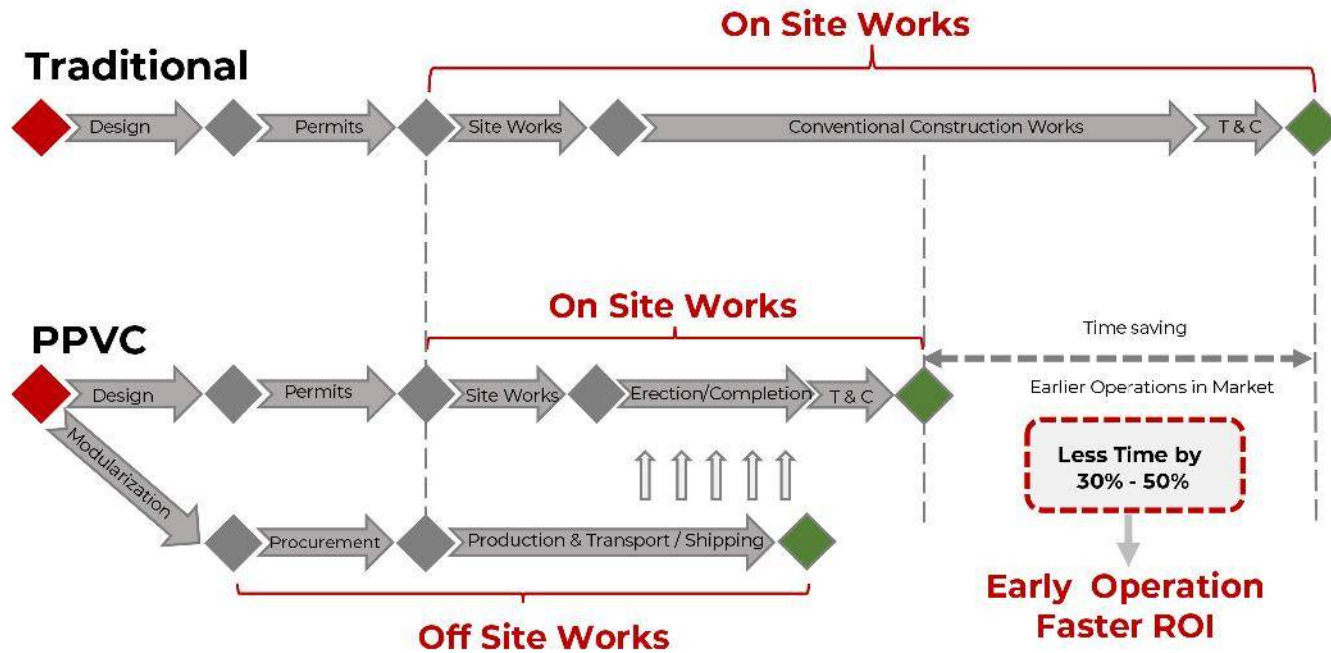 On Site Works
Traditional
Design
Permits
Site Works
Conventional Construction Works
T & C
On Site Works
PPVC
Time saving
Design
Permits
Site Works
Erection/Completion
T & C
Earlier Operations in Market
Modularization
Less Time by
30% - 50%
Procurement
Production & Transport / Shipping
Early Operation
Faster ROI
Off Site Works